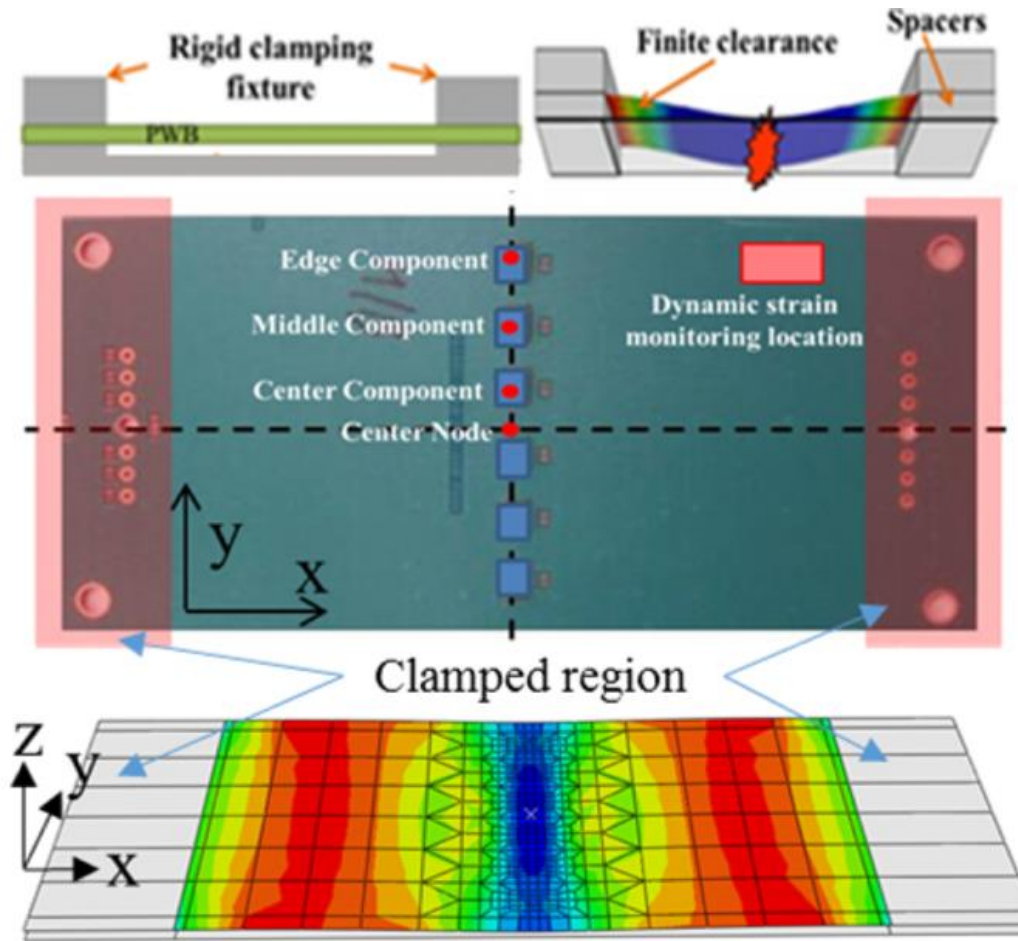 Rigid clamping
fixture
PWB
Finite clearance
Spacers
Edge Component
Middle Component
Center Component
Center Node
Dynamic strain
monitoring location
y
x
Clamped region
z
y
x